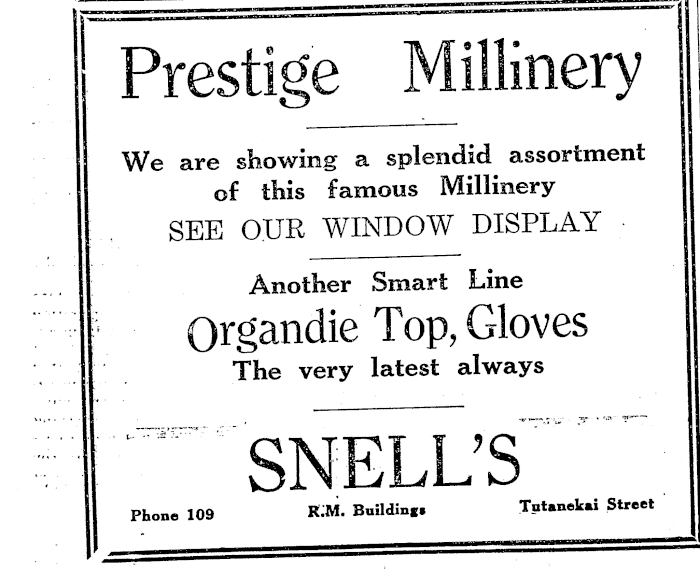 Prestige Millinery
We are showing a splendid assortment
of this famous Millinery
SEE OUR WINDOW DISPLAY
Another Smart Line
Organdie Top, Gloves
The very latest always
SNELL'S
Phone 109 R.M. Buildings Tutanekai Street